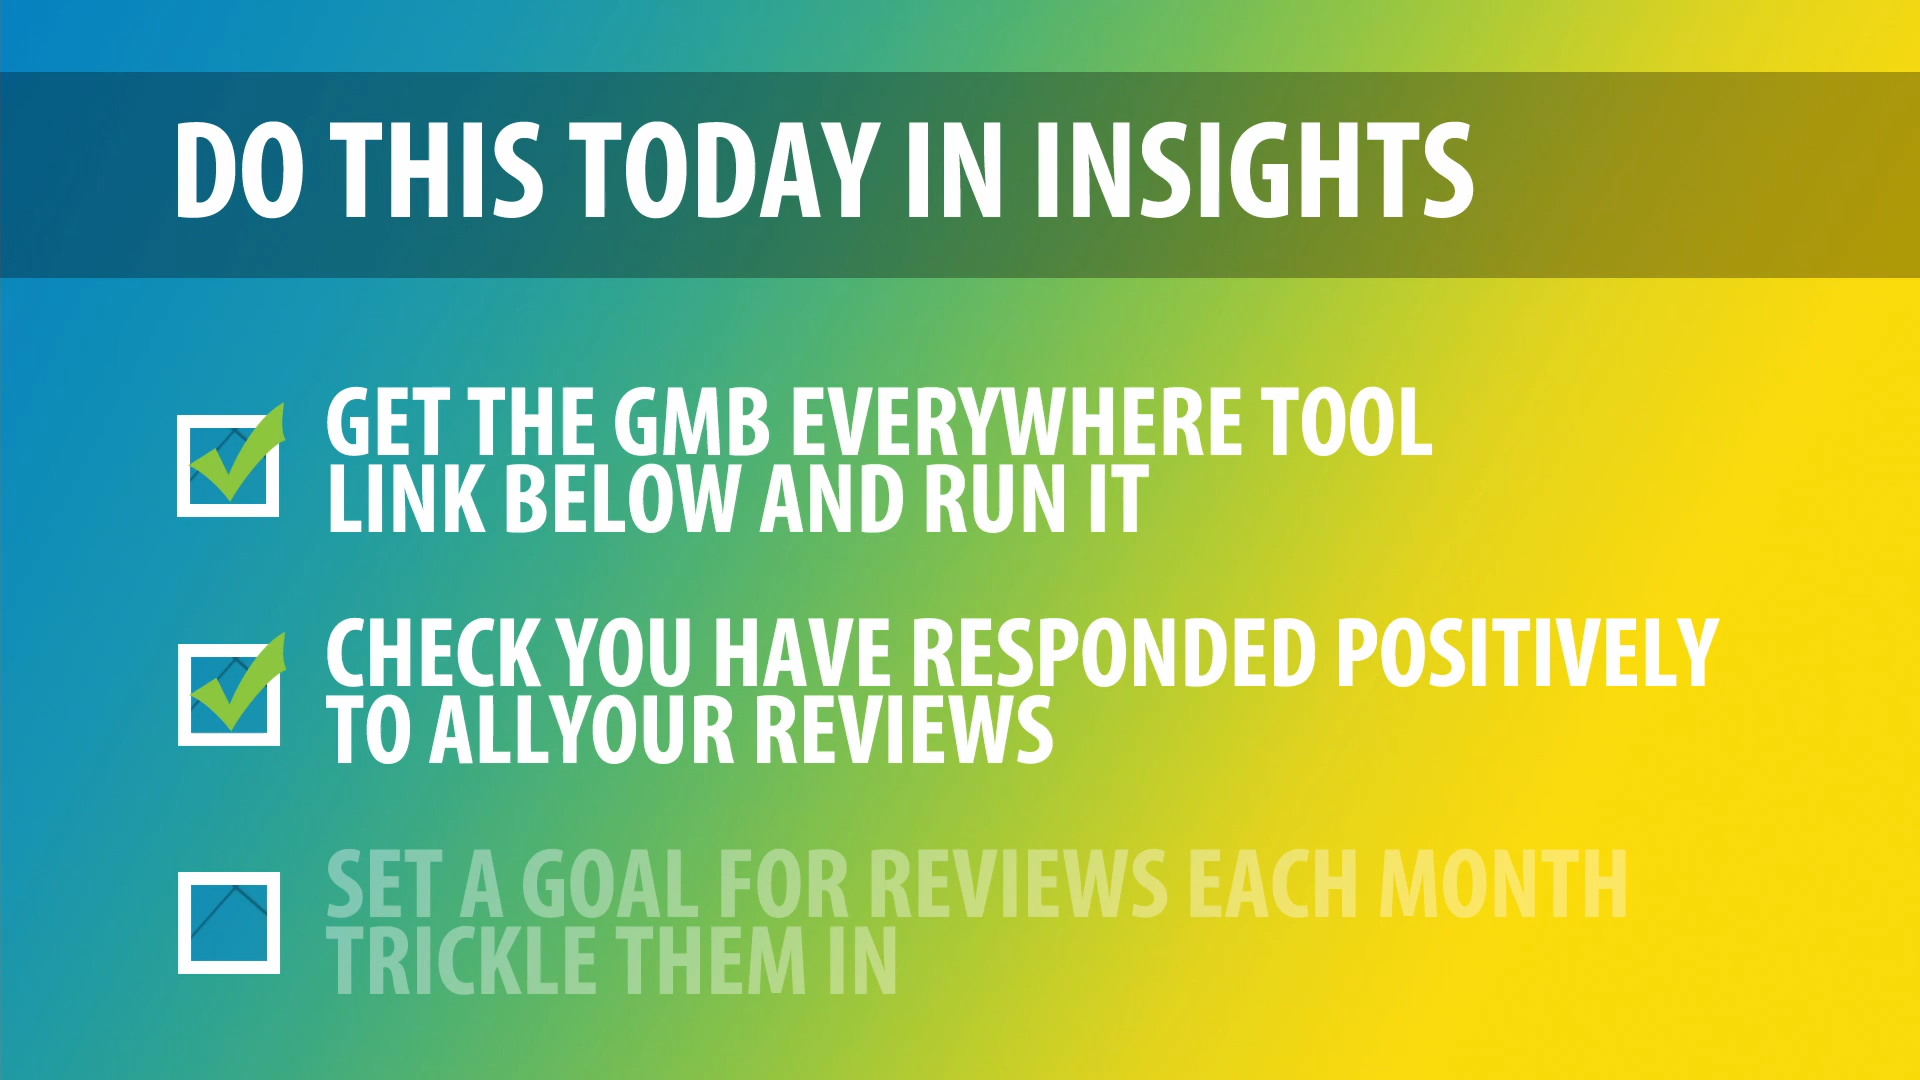 DO THIS TODAY IN INSIGHTS
GET THE GMB EVERYWHERE TOOL
LINK BELOW AND RUN IT
CHECK YOU HAVE RESPONDED POSITIVELY
TO ALLYOUR REVIEWS
SET A GOAL FOR REVIEWS EACH MONTH
TRICKLE THEM IN